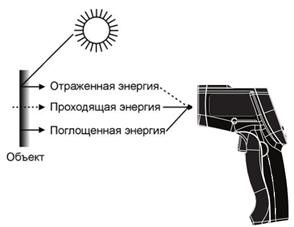 Отраженная энергия
Проходящая энергия
Поглощенная энергия
Объект